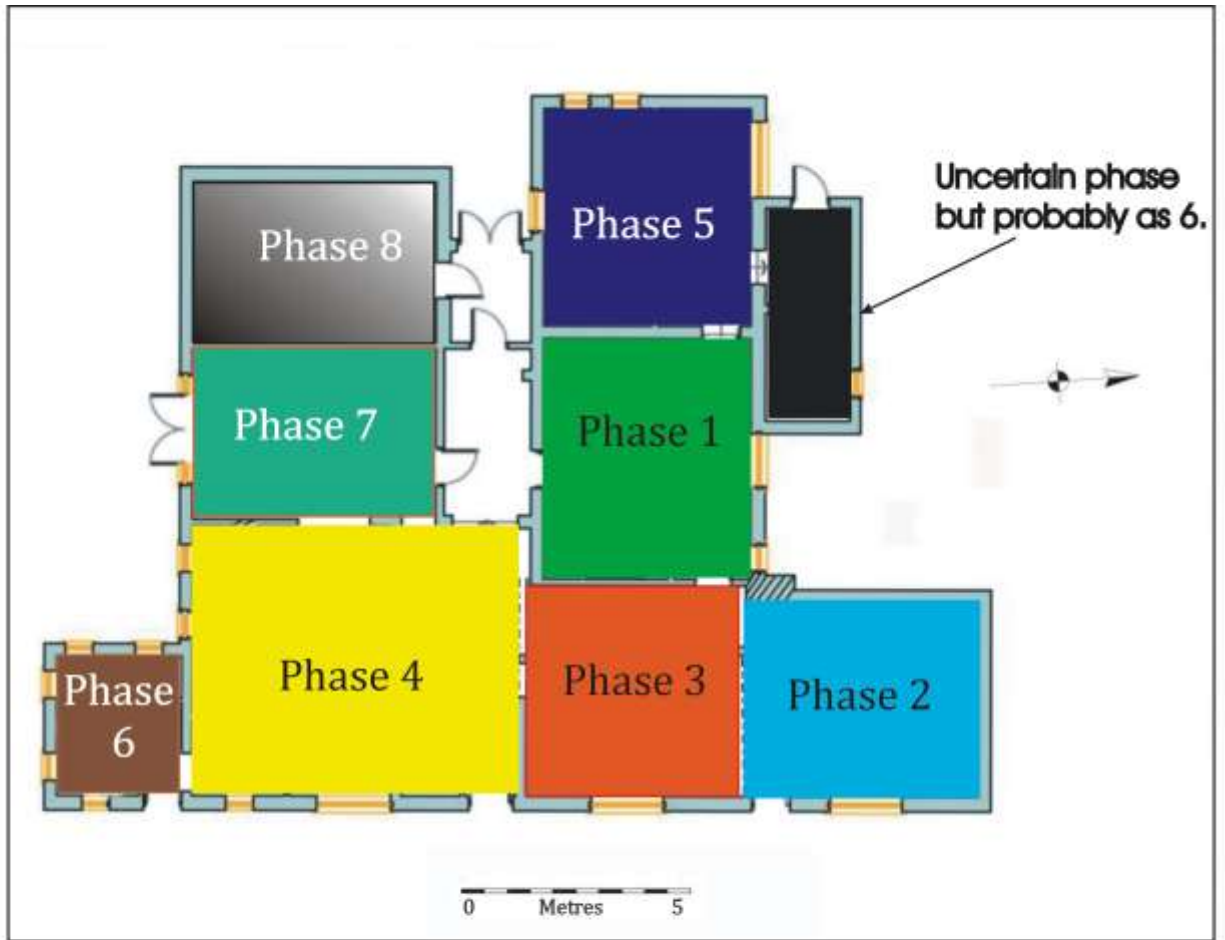 Phase 5
Uncertain phase
but probably as 6.
Phase 8
Phase 7
Phase 1
Phase 4
Phase 3
Phase 2
Phase
6
0 Metres 5